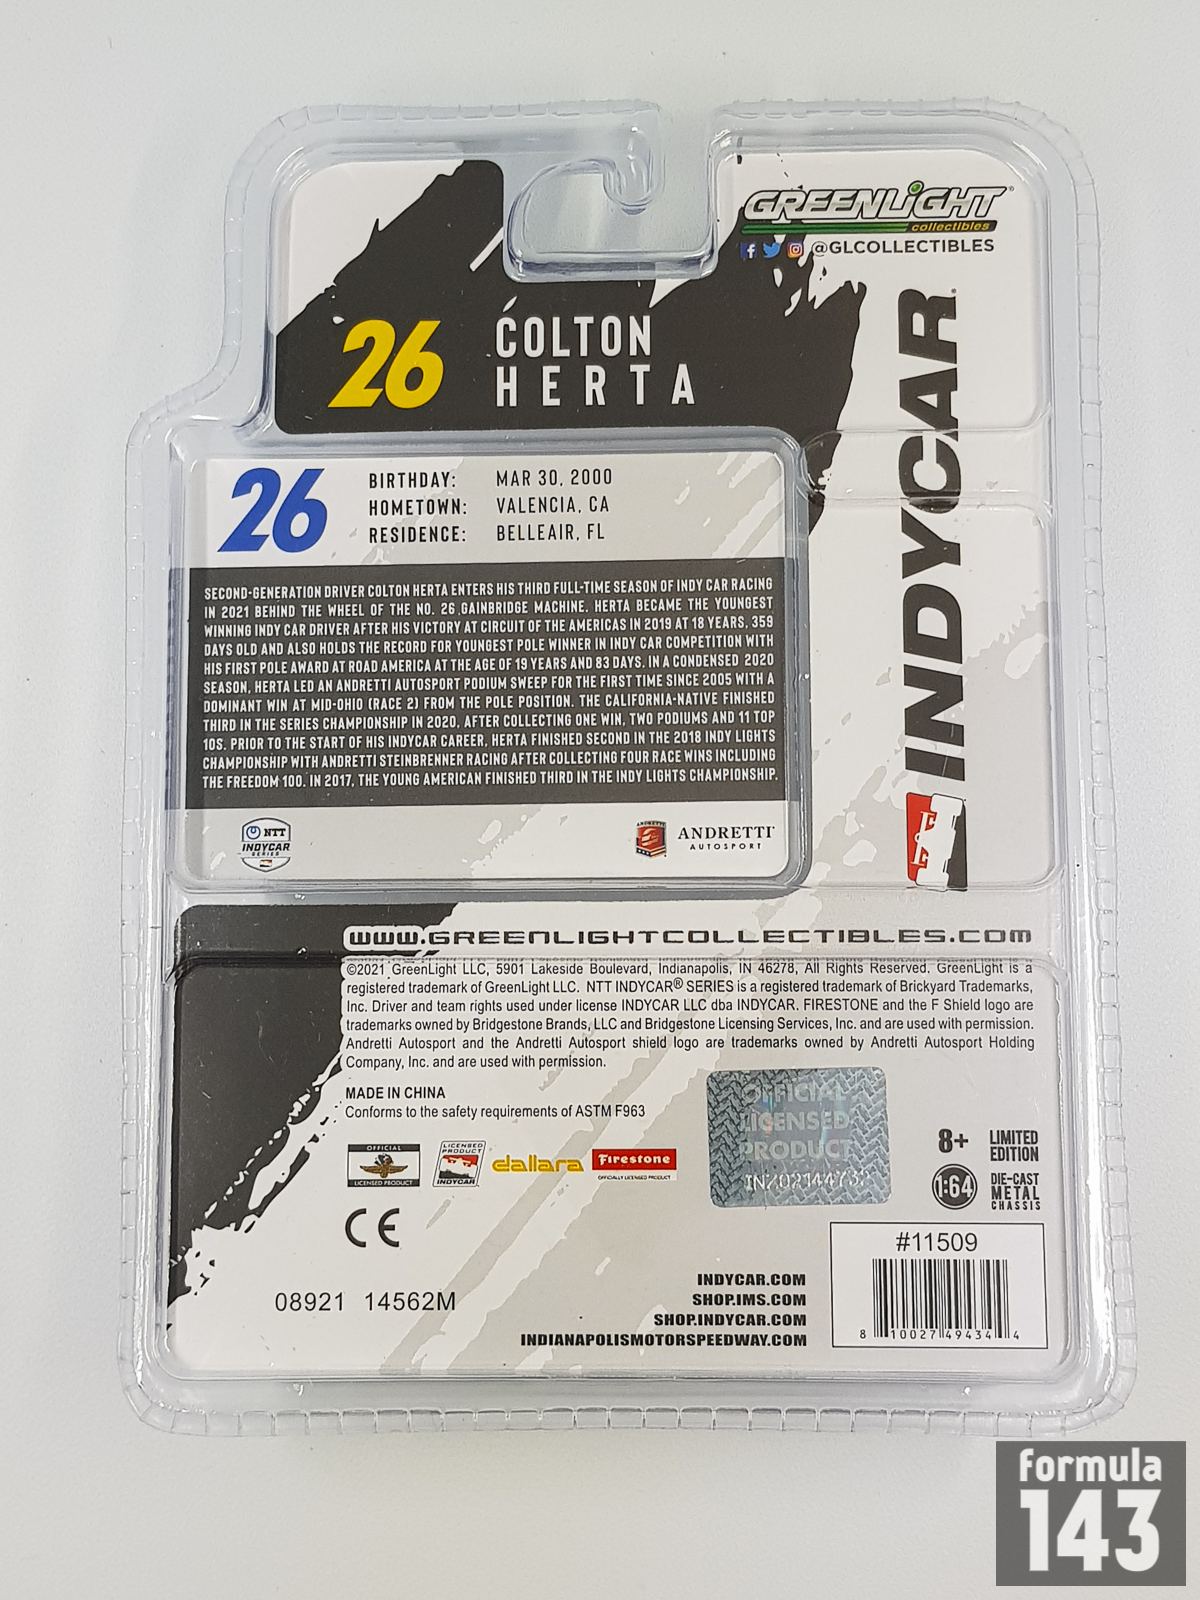 GREENLIGHT®
collectibles
@GLCOLLECTIBLES
26 COLTON
HERTA
INDYCAR®
26
BIRTHDAY: MAR 30, 2000
HOMETOWN: VALENCIA, CA
RESIDENCE: BELLEAIR, FL
SECOND-GENERATION DRIVER COLTON HERTA ENTERS HIS THIRD FULL-TIME SEASON OF INDY CAR RACING
IN 2021 BEHIND THE WHEEL OF THE NO. 26 GAINBRIDGE MACHINE. HERTA BECAME THE YOUNGEST
WINNING INDY CAR DRIVER AFTER HIS VICTORY AT CIRCUIT OF THE AMERICAS IN 2019 AT 18 YEARS, 359
DAYS OLD AND ALSO HOLDS THE RECORD FOR YOUNGEST POLE WINNER IN INDY CAR COMPETITION WITH
HIS FIRST POLE AWARD AT ROAD AMERICA AT THE AGE OF 19 YEARS AND 83 DAYS. IN A CONDENSED 2020
SEASON, HERTA LED AN ANDRETTI AUTOSPORT PODIUM SWEEP FOR THE FIRST TIME SINCE 2005 WITH A
DOMINANT WIN AT MID-OHIO (RACE 2) FROM THE POLE POSITION. THE CALIFORNIA-NATIVE FINISHED
THIRD IN THE SERIES CHAMPIONSHIP IN 2020, AFTER COLLECTING ONE WIN, TWO PODIUMS AND 11 TOP
10S. PRIOR TO THE START OF HIS INDYCAR CAREER, HERTA FINISHED SECOND IN THE 2018 INDY LIGHTS
CHAMPIONSHIP WITH ANDRETTI STEINBRENNER RACING AFTER COLLECTING FOUR RACE WINS INCLUDING
THE FREEDOM 100. IN 2017, THE YOUNG AMERICAN FINISHED THIRD IN THE INDY LIGHTS CHAMPIONSHIP.
NTT
INDYCAR
SERIES
ANDRETTI
ANDRETTI
AUTOSPORT
WWW.GREENLIGHTCOLLECTIBLES.COM
©2021 GreenLight LLC, 5901 Lakeside Boulevard, Indianapolis, IN 46278, All Rights Reserved. GreenLight is a
registered trademark of GreenLight LLC. NTT INDYCAR® SERIES is a registered trademark of Brickyard Trademarks,
Inc. Driver and team rights used under license INDYCAR LLC dba INDYCAR. FIRESTONE and the F Shield logo are
trademarks owned by Bridgestone Brands, LLC and Bridgestone Licensing Services, Inc. and are used with permission.
Andretti Autosport and the Andretti Autosport shield logo are trademarks owned by Andretti Autosport Holding
Company, Inc. and are used with permission.
MADE IN CHINA
Conforms to the safety requirements of ASTM F963
OFFICIAL
LICENSED PRODUCT
LICENSED
PRODUCT
INDYCAR
dallara
Firestone
OFFICIALLY LICENSED PRODUCT
CE
OFFICIAL
LICENSED
PRODUCT
8+
LIMITED
EDITION
1:64
DIE-CAST
METAL
CHASSIS
#11509
8 10027 49434 4
08921 14562M
INDYCAR.COM
SHOP.IMS.COM
SHOP.INDYCAR.COM
INDIANAPOLISMOTORSPEEDWAY.COM
formula
143